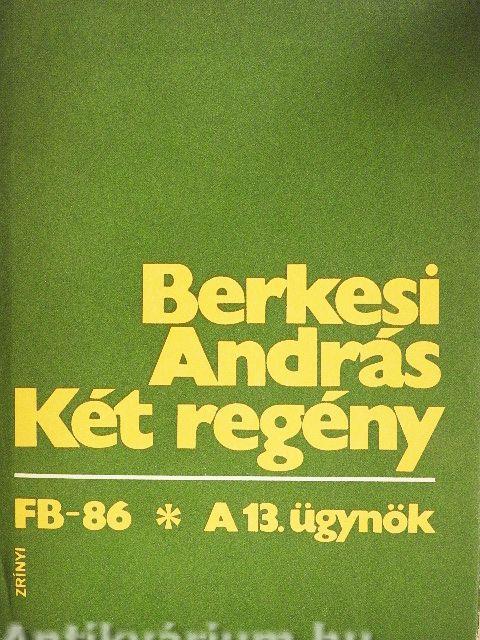 Berkesi
András
Két regény
FB-86 * A 13. ügynök
ZRÍNYI
Antikvárium.hu